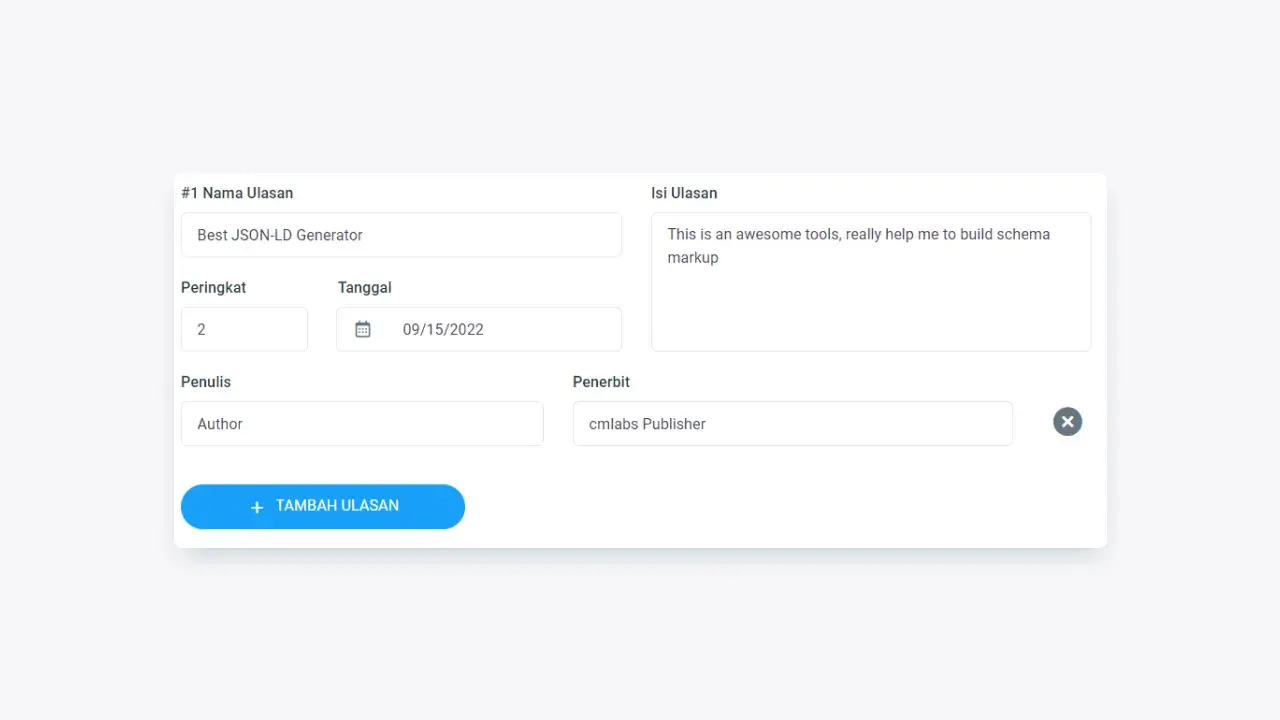 #1 Nama Ulasan
Best JSON-LD Generator
Isi Ulasan
This is an awesome tools, really help me to build schema
markup
Peringkat
2
Tanggal
09/15/2022
Penulis
Author
Penerbit
cmlabs Publisher
+ TAMBAH ULASAN